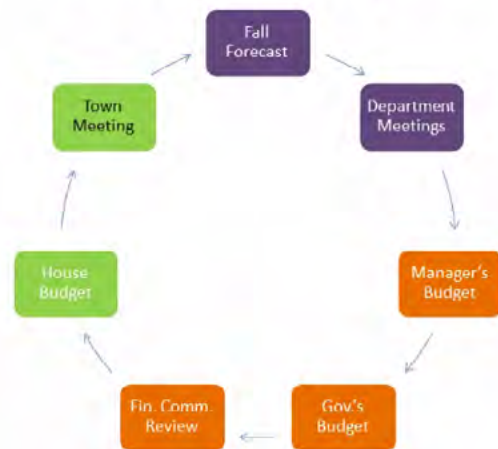 Fall
Forecast
Department
Meetings
Manager's
Budget
Gov.'s
Budget
Fin. Comm.
Review
House
Budget
Town
Meeting